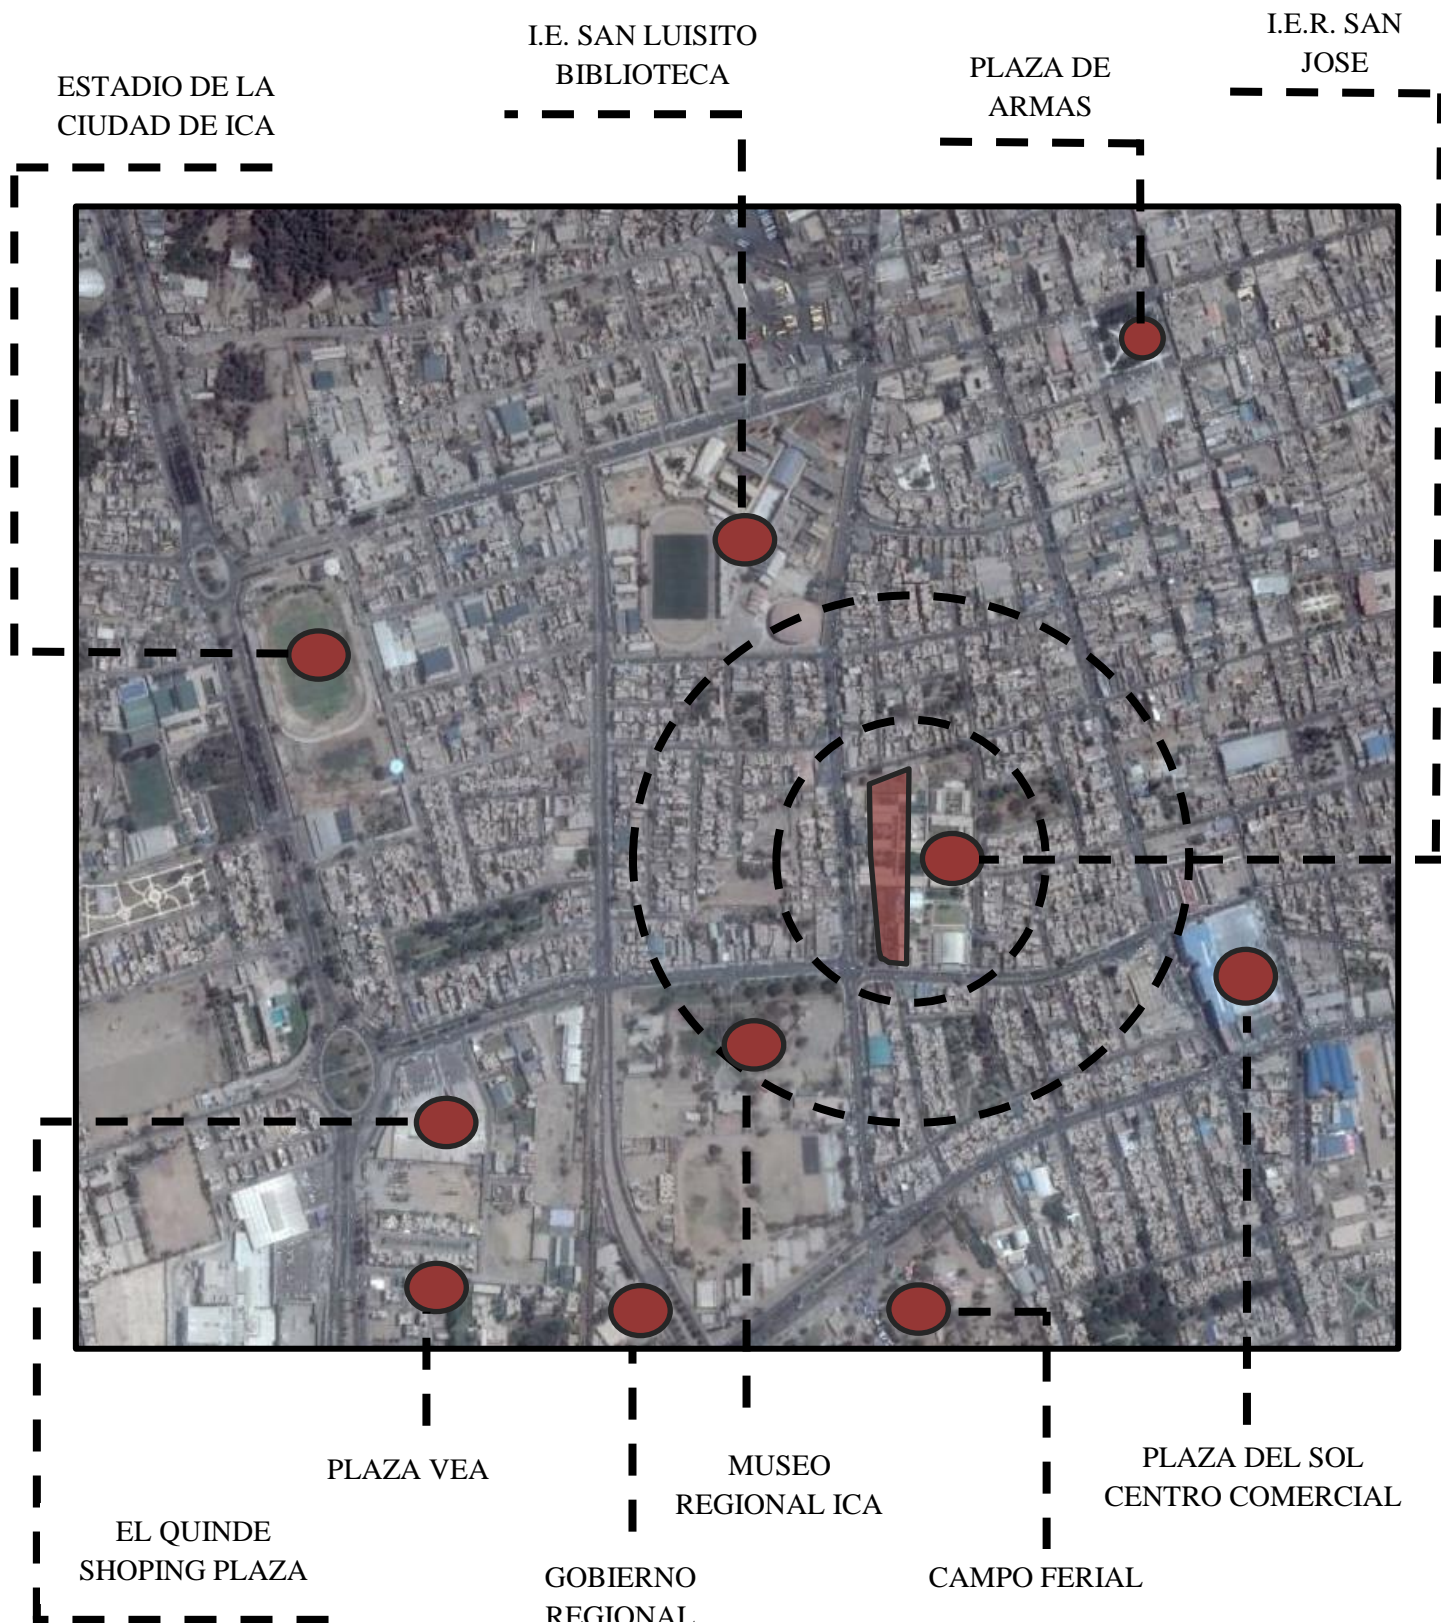 I.E.R. SAN
JOSE
I.E. SAN LUISITO
BIBLIOTECA
PLAZA DE
ARMAS
ESTADIO DE LA
CIUDAD DE ICA
PLAZA VEA
MUSEO
REGIONAL ICA
PLAZA DEL SOL
CENTRO COMERCIAL
EL QUINDE
SHOPING PLAZA
GOBIERNO
REGIONAL
CAMPO FERIAL